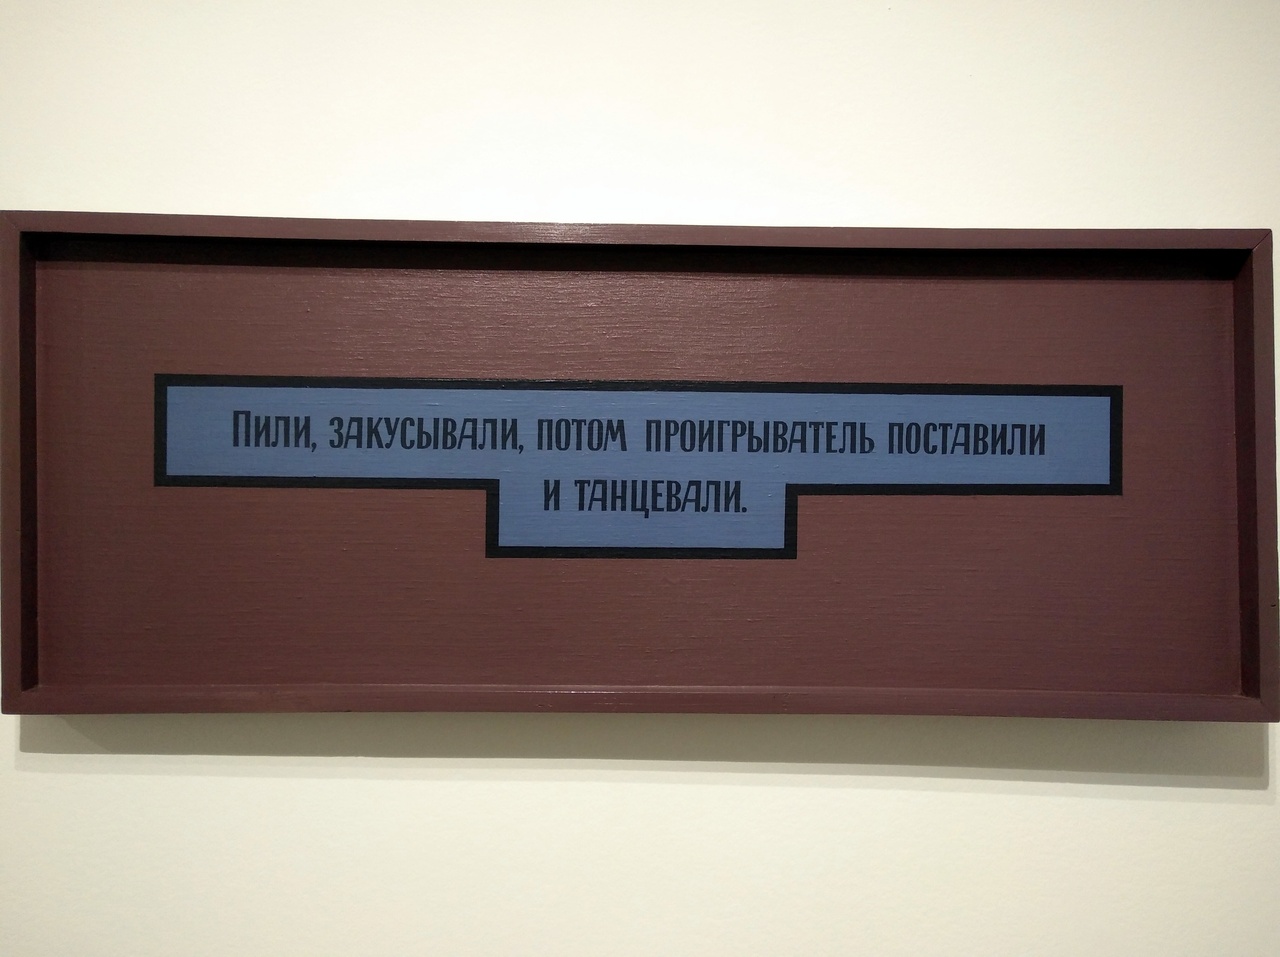 Пили, закусывали, потом проигрыватель поставили
и танцевали.